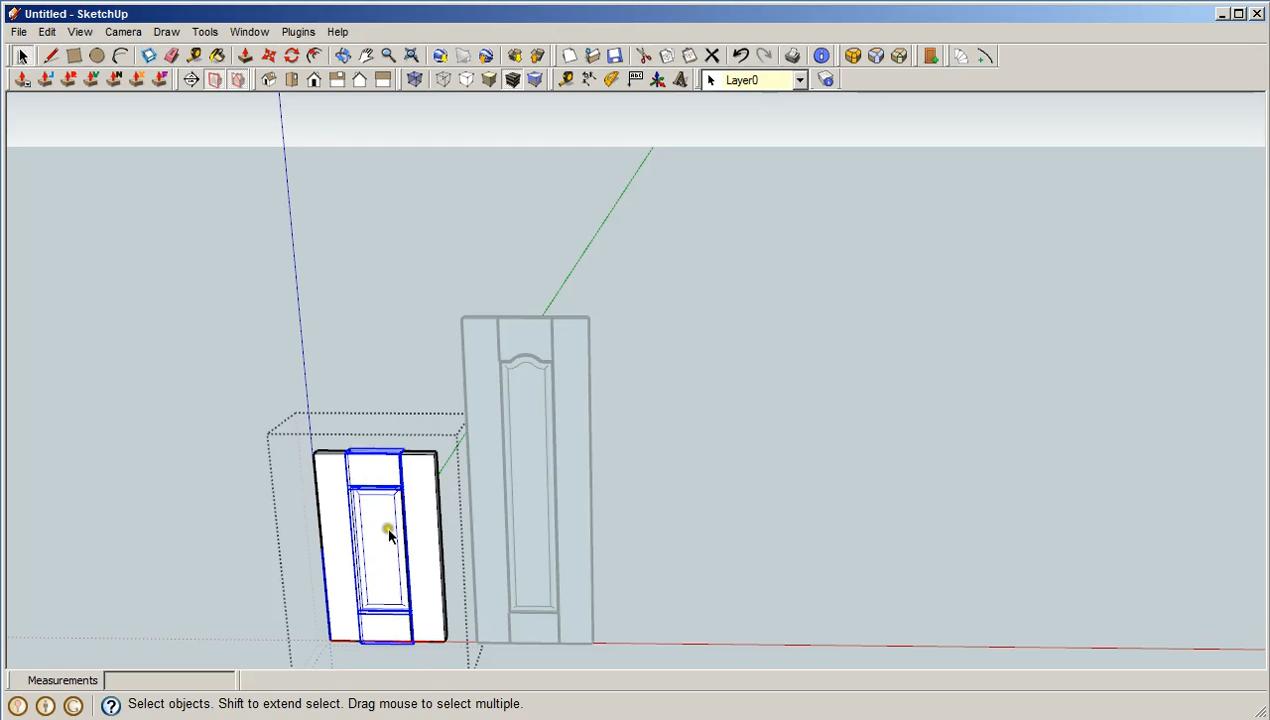 Untitled - SketchUp
File Edit View Camera Draw Tools Window Plugins Help
Layer0
Measurements
Select objects. Shift to extend select. Drag mouse to select multiple.